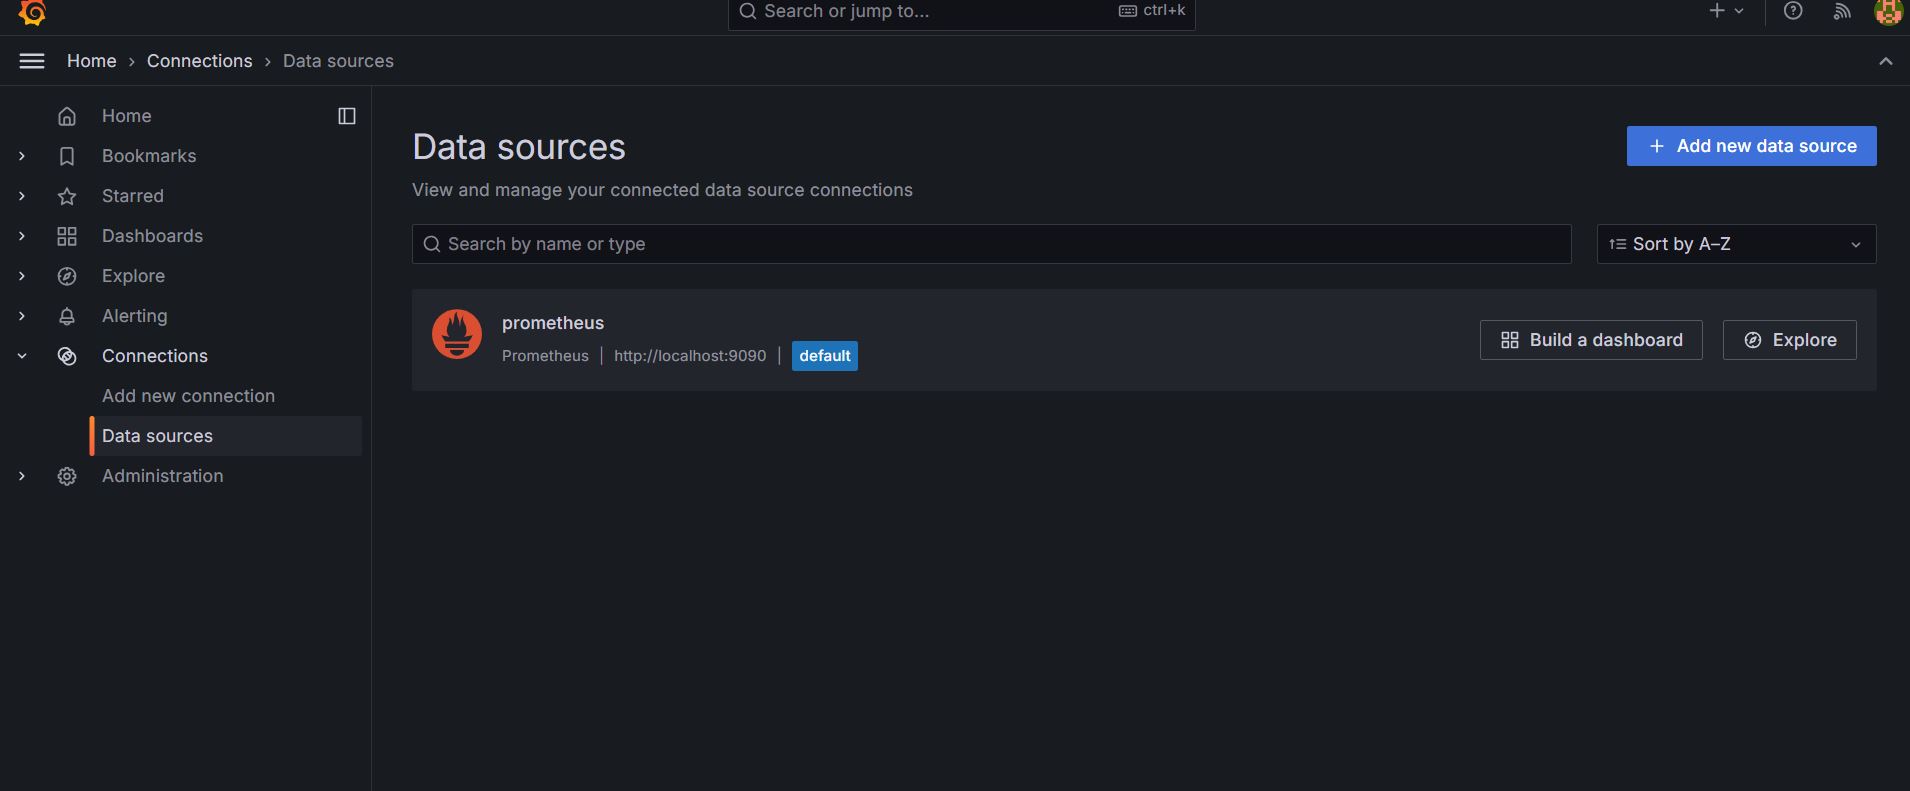 Search or jump to... ctrl+k
Home › Connections › Data sources
Home
Bookmarks
Starred
Dashboards
Explore
Alerting
Connections
Add new connection
Data sources
Administration
Data sources
Add new data source
View and manage your connected data source connections
Search by name or type
Sort by A–Z
prometheus
Prometheus | http://localhost:9090 | default
Build a dashboard
Explore